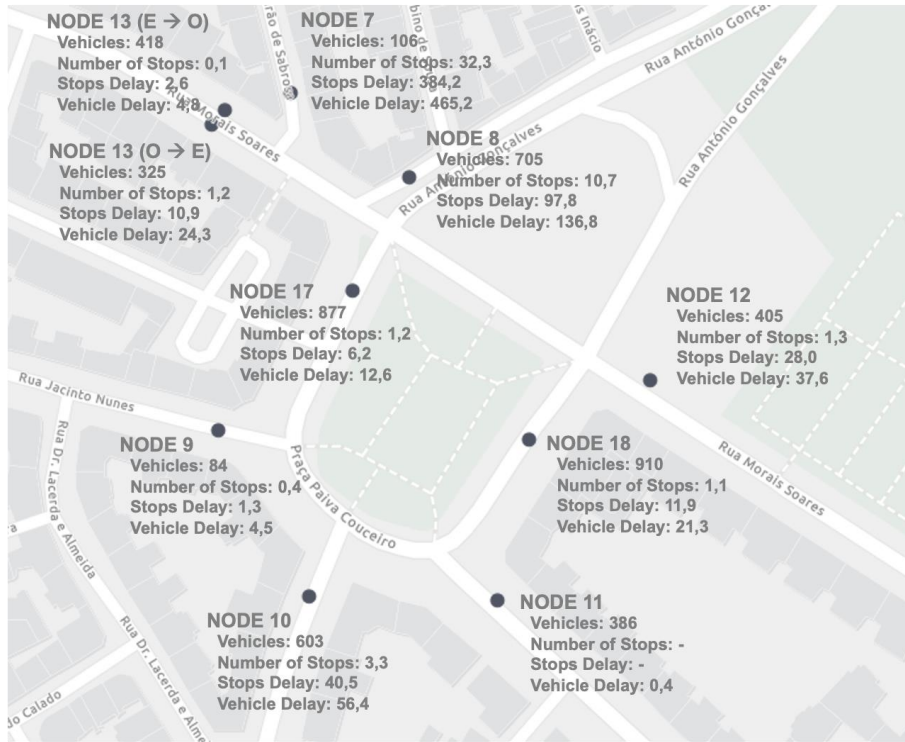 NODE 13 (E → O)
Vehicles: 418
Number of Stops: 0,1
Stops Delay: 2,6
Vehicle Delay: 4,8
NODE 7
Vehicles: 106
Number of Stops: 32,3
Stops Delay: 384,2
Vehicle Delay: 465,2
Rua Morais Soares
Inácio
Rua António Gonçalves
NODE 13 (O → E)
Vehicles: 325
Number of Stops: 1,2
Stops Delay: 10,9
Vehicle Delay: 24,3
NODE 8
Vehicles: 705
Number of Stops: 10,7
Stops Delay: 97,8
Vehicle Delay: 136,8
Rua António Gonçalves
NODE 17
Vehicles: 877
Number of Stops: 1,2
Stops Delay: 6,2
Vehicle Delay: 12,6
NODE 12
Vehicles: 405
Number of Stops: 1,3
Stops Delay: 28,0
Vehicle Delay: 37,6
Rua Jacinto Nunes
Rua Dr. Lacerda e Almeida
NODE 9
Vehicles: 84
Number of Stops: 0,4
Stops Delay: 1,3
Vehicle Delay: 4,5
Praça Paiva Couceiro
NODE 18
Vehicles: 910
Number of Stops: 1,1
Stops Delay: 11,9
Vehicle Delay: 21,3
Rua Morais Soares
NODE 10
Vehicles: 603
Number of Stops: 3,3
Stops Delay: 40,5
Vehicle Delay: 56,4
NODE 11
Vehicles: 386
Number of Stops: -
Stops Delay: -
Vehicle Delay: 0,4
Rua Dr. Lacerda e Alme
do Calado